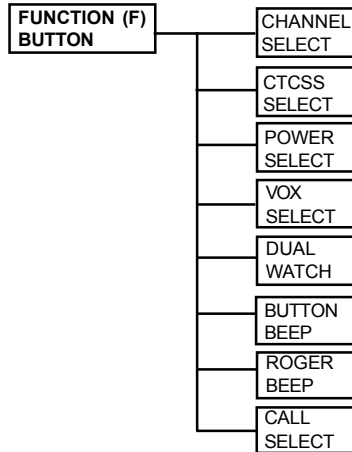 FUNCTION (F)
BUTTON
CHANNEL
SELECT
CTCSS
SELECT
POWER
SELECT
VOX
SELECT
DUAL
WATCH
BUTTON
BEEP
ROGER
BEEP
CALL
SELECT